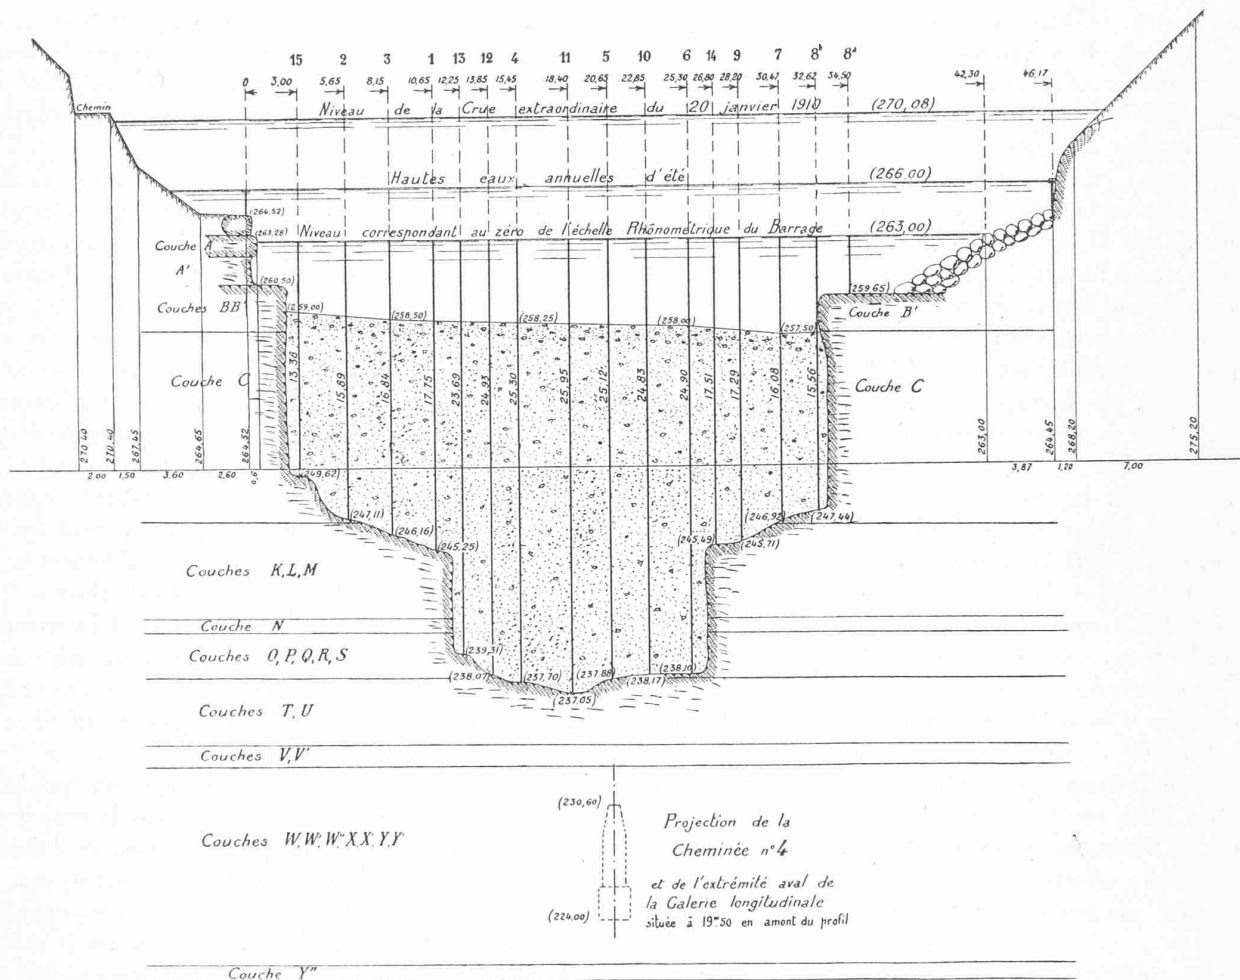 15 2 3 1 13 12 4 11 5 10 6 14 9 7 8b 8a
0 3,00 5,65 8,15 10,65 12,25 13,85 15,45 18,40 20,65 22,85 25,30 26,80 28,20 30,47 32,62 34,50 42,30 46,17
Chemin
Niveau de la Crue extraordinaire du 20 janvier 1910 (270,08)
Hautes eaux annuelles d'été (266,00)
(264,52)
(263,28)
Niveau correspondant au zéro de l'échelle Rhônométrique du Barrage (263,00)
Couche A
A'
(260,50)
(259,65)
Couches BB'
Couche B'
(259,00) (258,50) (258,25) (258,00) (257,50)
Couche C
Couche C
13,38 15,89 16,84 17,75 23,69 24,93 25,30 25,95 25,12 24,83 24,90 17,51 17,29 16,08 15,56
270,40 270,40 267,45 264,65 264,52 263,00 264,45 268,20 275,20
2,00 1,50 3,60 2,60 0,6 3,87 1,20 7,00
(249,62)
(247,11) (246,92) (247,44)
(246,16) (245,25) (245,49) (245,71)
Couches K,L,M
Couche N
Couches O,P,Q,R,S
(239,31)
(238,07) (237,70) (237,88) (238,17) (238,10)
(237,05)
Couches T,U
Couches V,V'
(230,60)
Projection de la
Couches W,W',W'',X,X',Y,Y'
Cheminée n°4
et de l'extrémité aval de
la Galerie longitudinale
(224,00)
située à 19m50 en amont du profil
Couche Y''